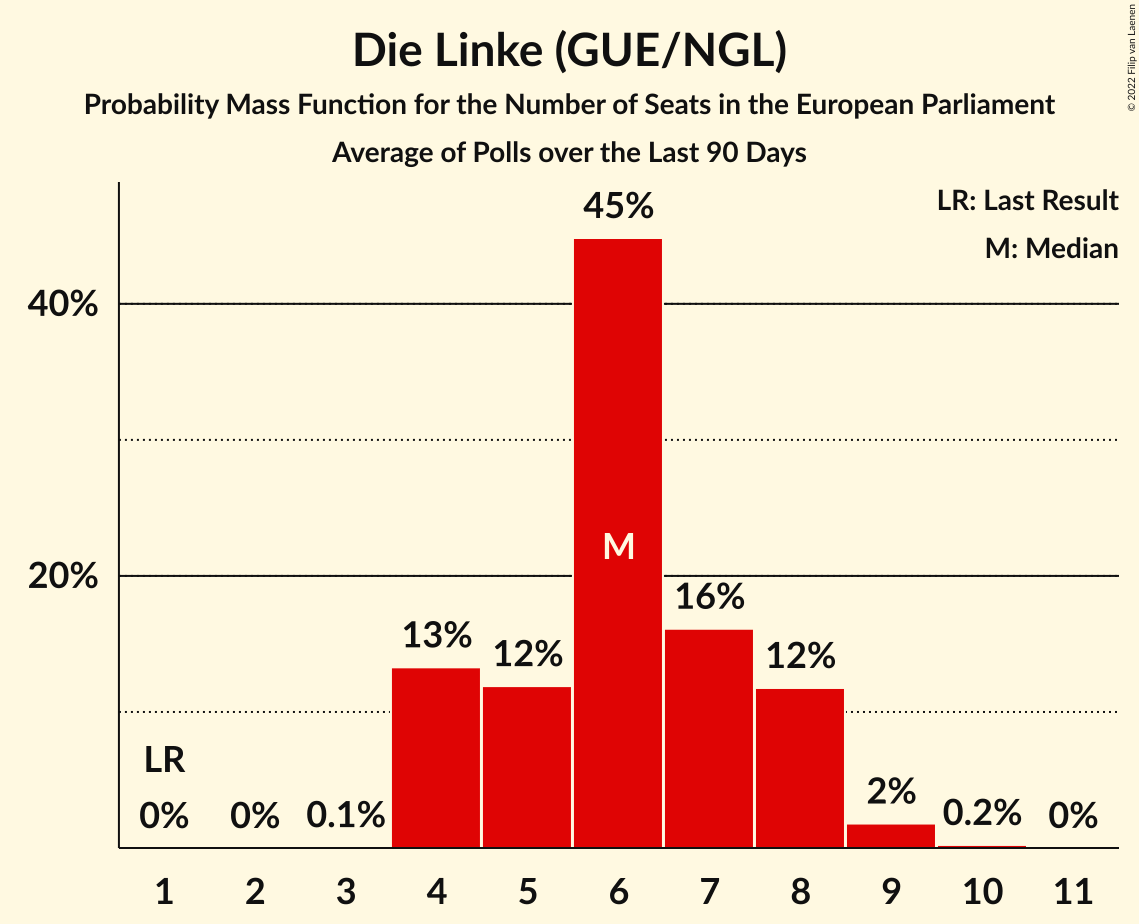 Die Linke (GUE/NGL)
Probability Mass Function for the Number of Seats in the European Parliament
Average of Polls over the Last 90 Days
© 2022 Filip van Laenen
LR: Last Result
M: Median
45%
40%
M
20%
16%
13%
12%
12%
LR
0%
0%
0.1%
2%
0.2%
0%
1 2 3 4 5 6 7 8 9 10 11